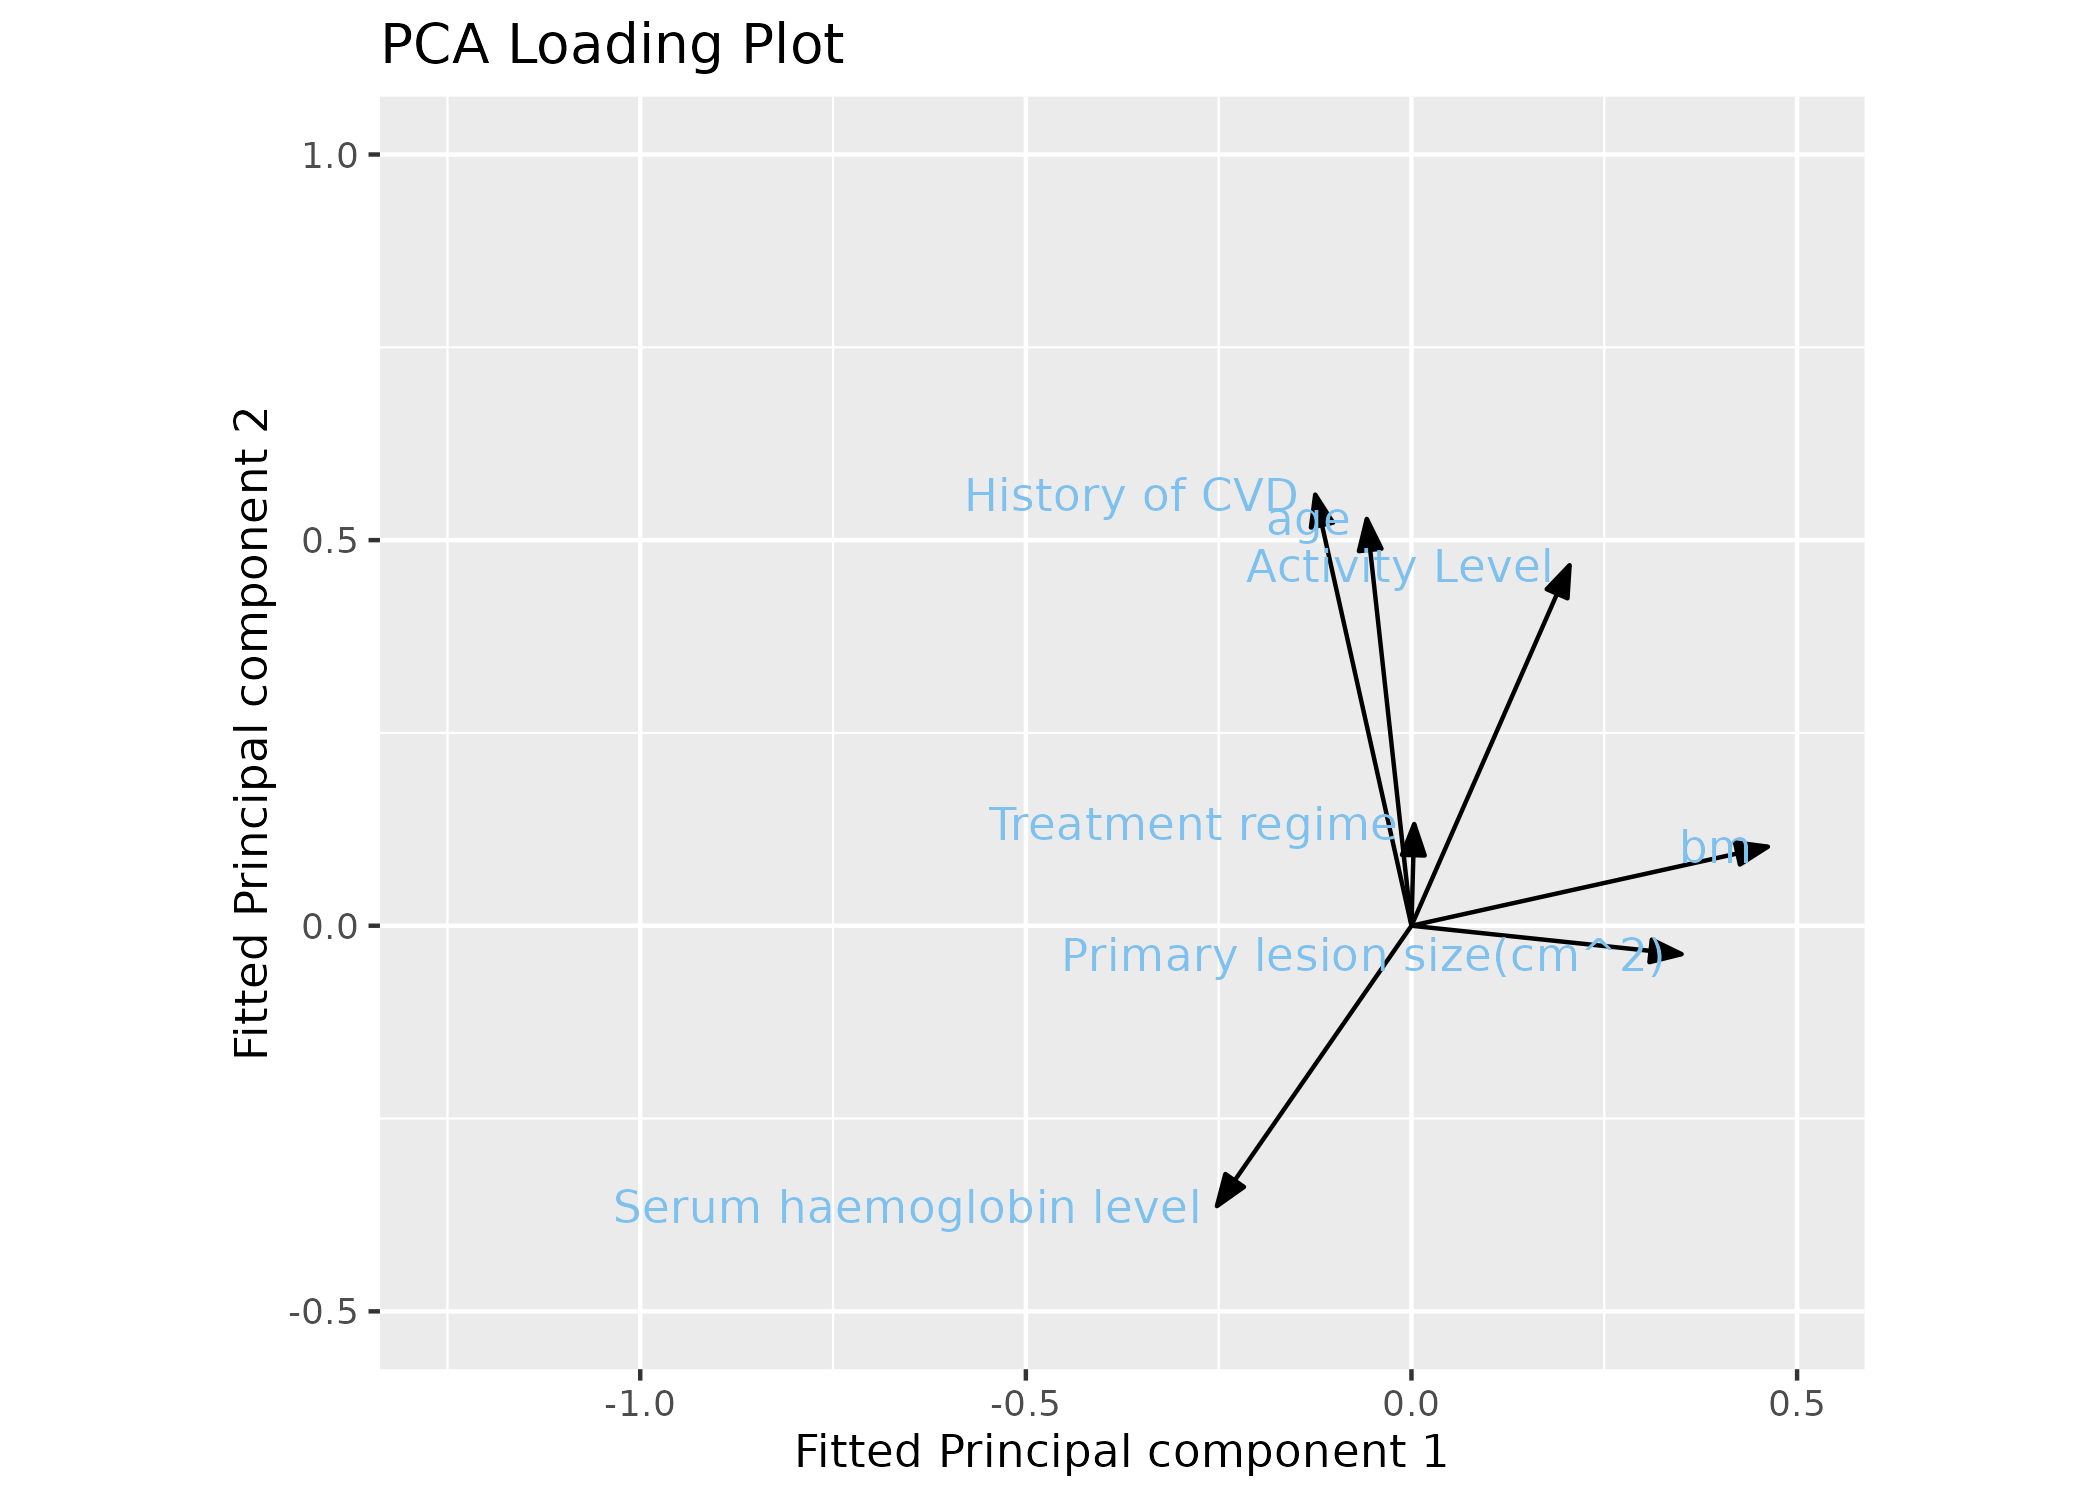 PCA Loading Plot
1.0
0.5
0.0
-0.5
Fitted Principal component 2
History of CVD
age
Activity Level
Treatment regime
bm
Primary lesion size(cm^2)
Serum haemoglobin level
-1.0
-0.5
0.0
0.5
Fitted Principal component 1